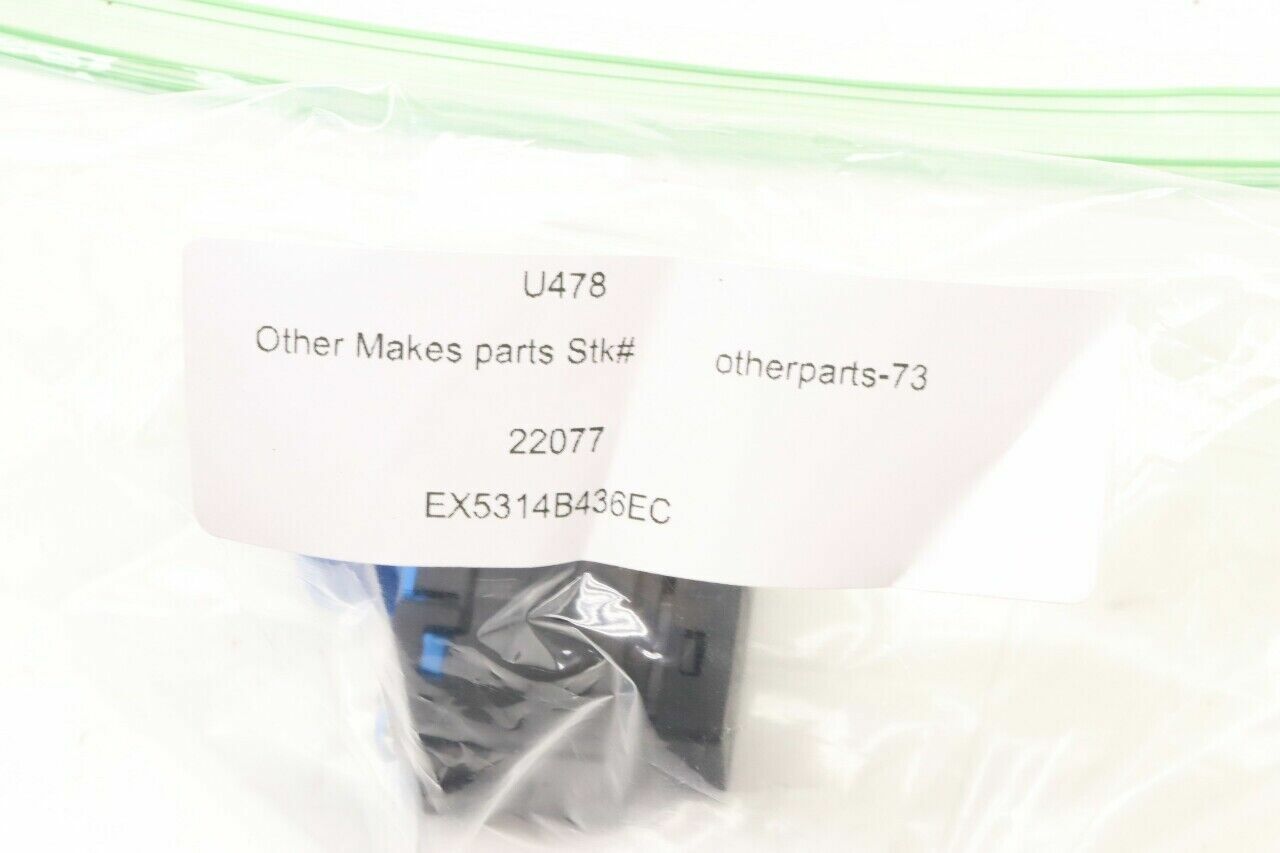 U478
Other Makes parts Stk# otherparts-73
22077
EX5314B436EC